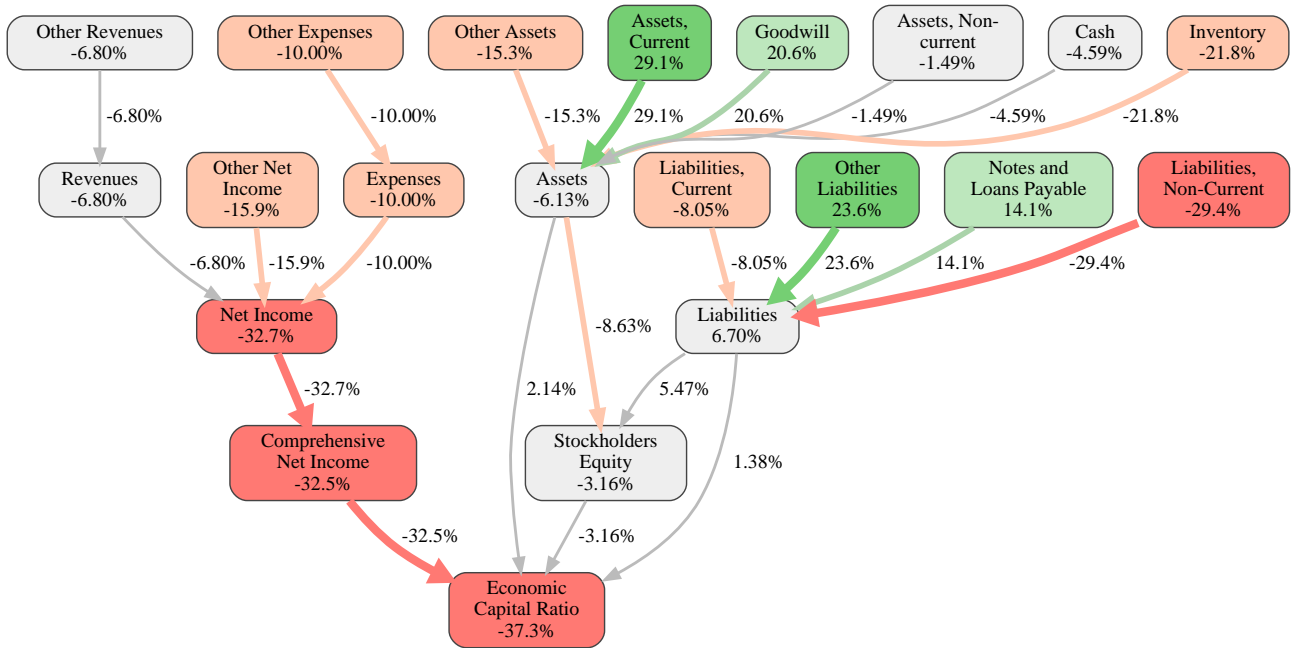 Other Revenues
-6.80%
Other Expenses
-10.00%
Other Assets
-15.3%
Assets,
Current
29.1%
Goodwill
20.6%
Assets, Non-
current
-1.49%
Cash
-4.59%
Inventory
-21.8%
-6.80%
-10.00%
-15.3%
29.1%
20.6%
-1.49%
-4.59%
-21.8%
Revenues
-6.80%
Other Net
Income
-15.9%
Expenses
-10.00%
Assets
-6.13%
Liabilities,
Current
-8.05%
Other
Liabilities
23.6%
Notes and
Loans Payable
14.1%
Liabilities,
Non-Current
-29.4%
-6.80%
-15.9%
-10.00%
-8.05%
23.6%
14.1%
-29.4%
Net Income
-32.7%
-8.63%
Liabilities
6.70%
-32.7%
2.14%
5.47%
Comprehensive
Net Income
-32.5%
Stockholders
Equity
-3.16%
1.38%
-32.5%
-3.16%
Economic
Capital Ratio
-37.3%